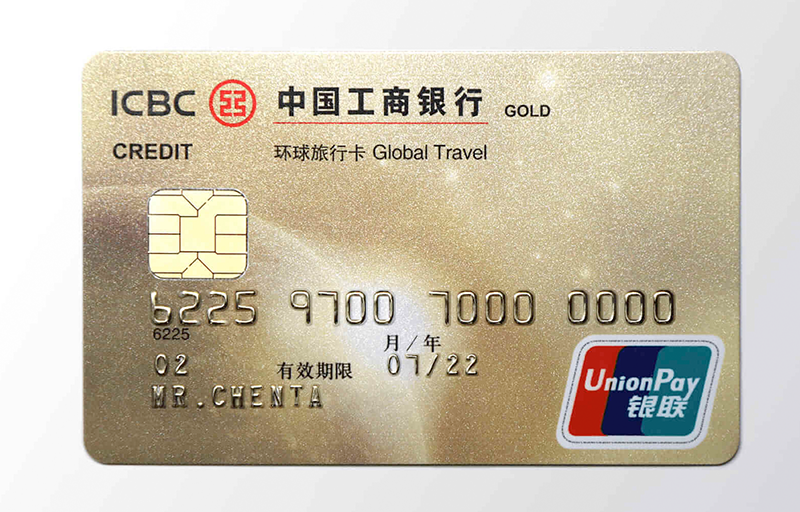 ICBC 中国工商银行 GOLD
CREDIT 环球旅行卡 Global Travel
6225 9700 7000 0000
6225
月/年
02 有效期限 07/22
MR.CHENTA
UnionPay
银联